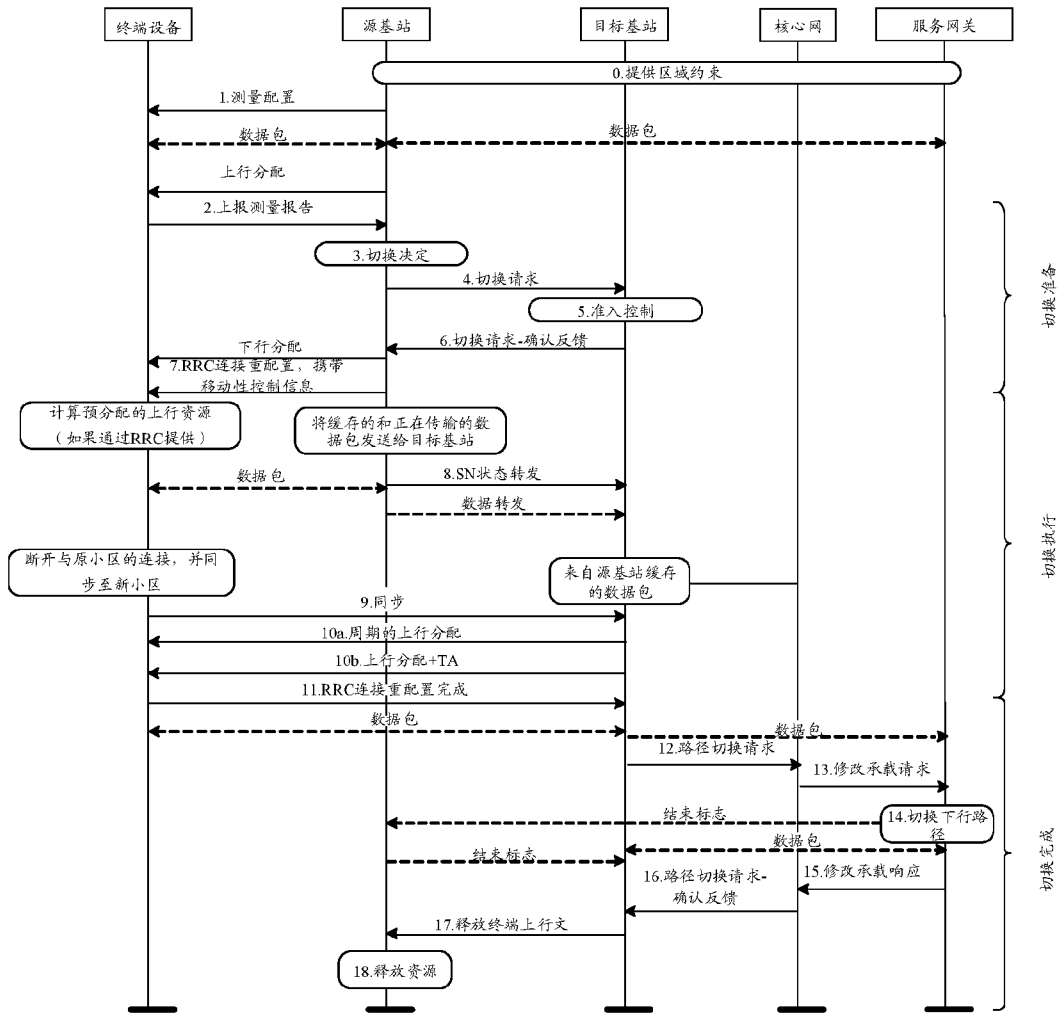 终端设备
源基站
目标基站
核心网
服务网关
0.提供区域约束
1.测量配置
数据包
数据包
上行分配
2.上报测量报告
3.切换决定
4.切换请求
5.准入控制
切换准备
6.切换请求-确认反馈
下行分配
7.RRC连接重配置，携带
移动性控制信息
计算预分配的上行资源
（如果通过RRC提供）
将缓存的和正在传输的数
据包发送给目标基站
数据包
8.SN状态转发
数据转发
切换执行
断开与原小区的连接，并同
步至新小区
来自源基站缓存
的数据包
9.同步
10a.周期的上行分配
10b.上行分配+TA
11.RRC连接重配置完成
数据包
数据包
12.路径切换请求
13.修改承载请求
结束标志
14.切换下行路
径
数据包
结束标志
切换完成
15.修改承载响应
16.路径切换请求-
确认反馈
17.释放终端上行文
18.释放资源